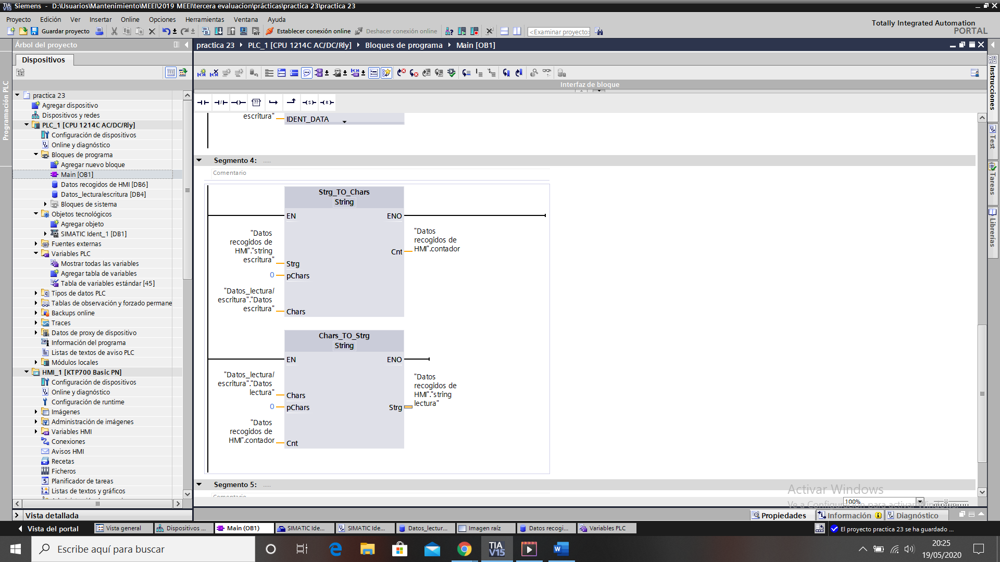 Siemens - D:\Usuarios\Mantenimiento\MEEI\2019 MEEI\tercera evaluacion\prácticas\practica 23\practica 23
Proyecto Edición Ver Insertar Online Opciones Herramientas Ventana Ayuda
Totally Integrated Automation
PORTAL
Guardar proyecto Establecer conexión online Deshacer conexión online <Examinar proyecto>
Árbol del proyecto
practica 23 PLC_1 [CPU 1214C AC/DC/Rly] Bloques de programa Main [OB1]
Dispositivos
Programación PLC
practica 23
Agregar dispositivo
Dispositivos y redes
PLC_1 [CPU 1214C AC/DC/Rly]
Configuración de dispositivos
Online y diagnóstico
Bloques de programa
Agregar nuevo bloque
Main [OB1]
Datos recogidos de HMI [DB6]
Datos_lectura/escritura [DB4]
Bloques de sistema
Objetos tecnológicos
Agregar objeto
SIMATIC Ident_1 [DB1]
Fuentes externas
Variables PLC
Mostrar todas las variables
Agregar tabla de variables
Tabla de variables estándar [45]
Tipos de datos PLC
Tablas de observación y forzado permane
Backups online
Traces
Datos de proxy de dispositivo
Información del programa
Listas de textos de aviso PLC
Módulos locales
HMI_1 [KTP700 Basic PN]
Configuración de dispositivos
Online y diagnóstico
Configuración de runtime
Imágenes
Administración de imágenes
Variables HMI
Conexiones
Avisos HMI
Recetas
Ficheros
Planificador de tareas
Listas de textos y gráficos
Vista detallada
Interfaz de bloque
escritura"
IDENT_DATA
Segmento 4: .....
Comentario
Strg_TO_Chars
String
EN ENO
"Datos
recogidos de
HMI"."string
escritura" Strg
0 pChars
"Datos_lectura/
escritura"."Datos
escritura" Chars
Cnt
"Datos
recogidos de
HMI".contador
Chars_TO_Strg
String
EN ENO
"Datos_lectura/
escritura"."Datos
lectura" Chars
0 pChars
"Datos
recogidos de
HMI".contador Cnt
Strg
"Datos
recogidos de
HMI"."string
lectura"
Segmento 5: .....
Comentario
Activar Windows
Ve a Configuración para activar Windows.
100%
Instrucciones
Test
Tareas
Librerías
Propiedades Información Diagnóstico
Vista del portal Vista general Dispositivos ... Main (OB1) SIMATIC Ide... SIMATIC Ide... Datos_lectur... Imagen raíz Datos recogi... Variables PLC El proyecto practica 23 se ha guardado ...
Escribe aquí para buscar
TIA
V15
20:25
19/05/2020